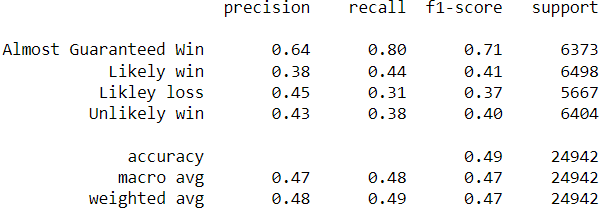 precision recall f1-score support
Almost Guaranteed Win 0.64 0.80 0.71 6373
Likely win 0.38 0.44 0.41 6498
Likley loss 0.45 0.31 0.37 5667
Unlikely win 0.43 0.38 0.40 6404
accuracy 0.49 24942
macro avg 0.47 0.48 0.47 24942
weighted avg 0.48 0.49 0.47 24942